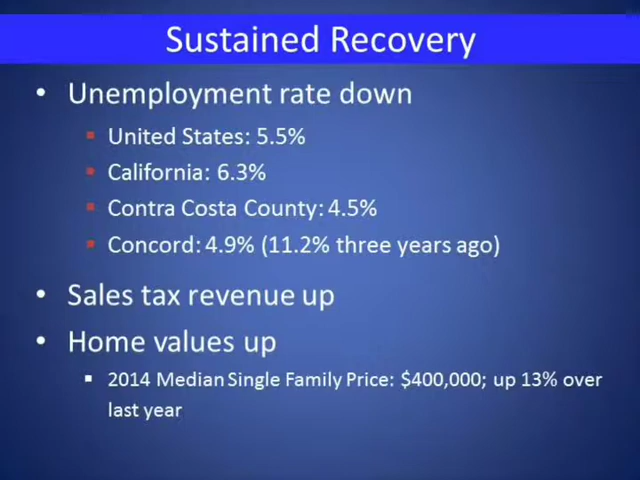 Sustained Recovery
• Unemployment rate down
▪ United States: 5.5%
▪ California: 6.3%
▪ Contra Costa County: 4.5%
▪ Concord: 4.9% (11.2% three years ago)
• Sales tax revenue up
• Home values up
▪ 2014 Median Single Family Price: $400,000; up 13% over
last year